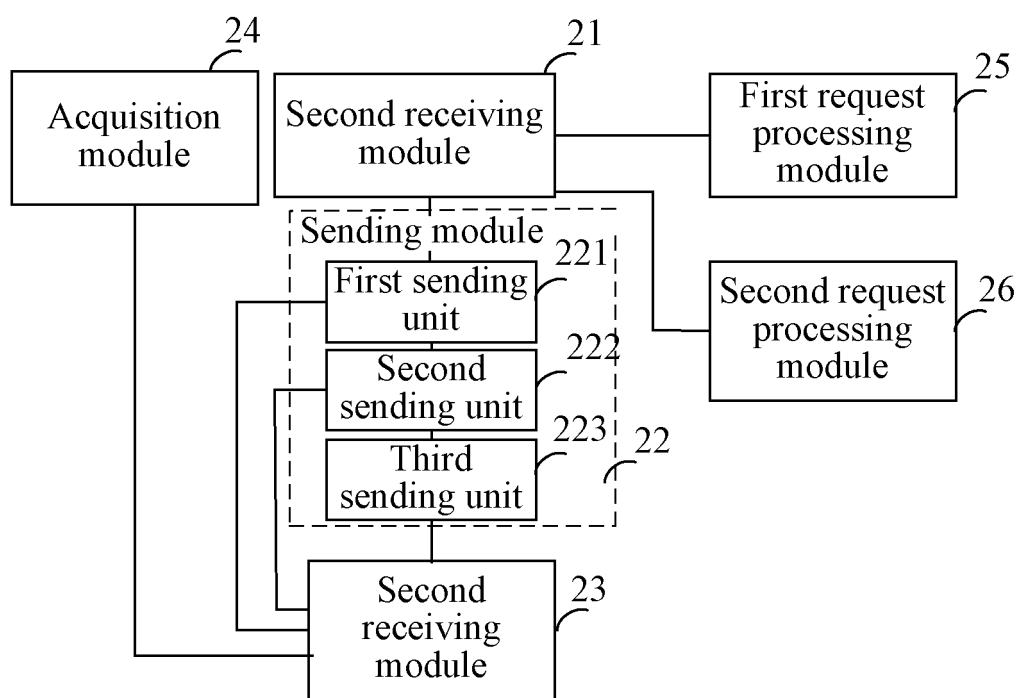 24
Acquisition
module
21
Second receiving
module
25
First request
processing
module
Sending module
221
First sending
unit
222
Second
sending unit
223
Third
sending unit
22
26
Second request
processing
module
23
Second
receiving
module